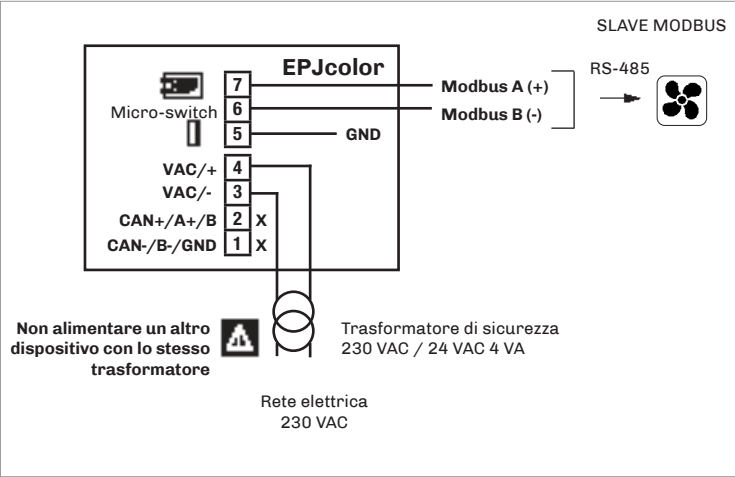 SLAVE MODBUS
EPJcolor
RS-485
7
Modbus A (+)
Micro-switch
6
Modbus B (-)
5
GND
VAC/+
4
VAC/-
3
CAN+/A+/B
2
X
CAN-/B-/GND
1
X
Non alimentare un altro
dispositivo con lo stesso
trasformatore
Trasformatore di sicurezza
230 VAC / 24 VAC 4 VA
Rete elettrica
230 VAC